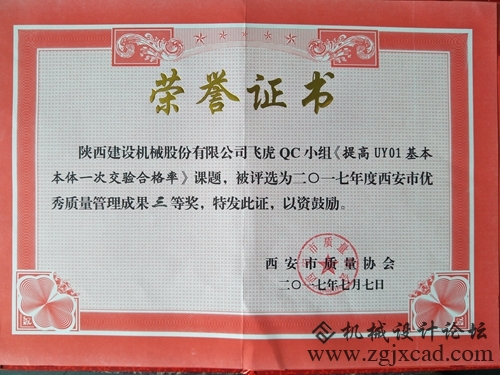 荣誉证书
陕西建设机械股份有限公司飞虎QC小组《提高UY01基本
本体一次交验合格率》课题，被评选为二〇一七年度西安市优
秀质量管理成果三等奖，特发此证，以资鼓励。
西安市质量协会
二〇一七年七月七日
机械设计论坛
www.zgjxcad.com